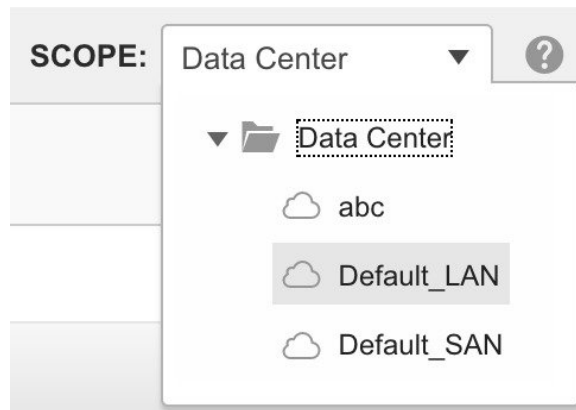 SCOPE: Data Center ?
Data Center
abc
Default_LAN
Default_SAN